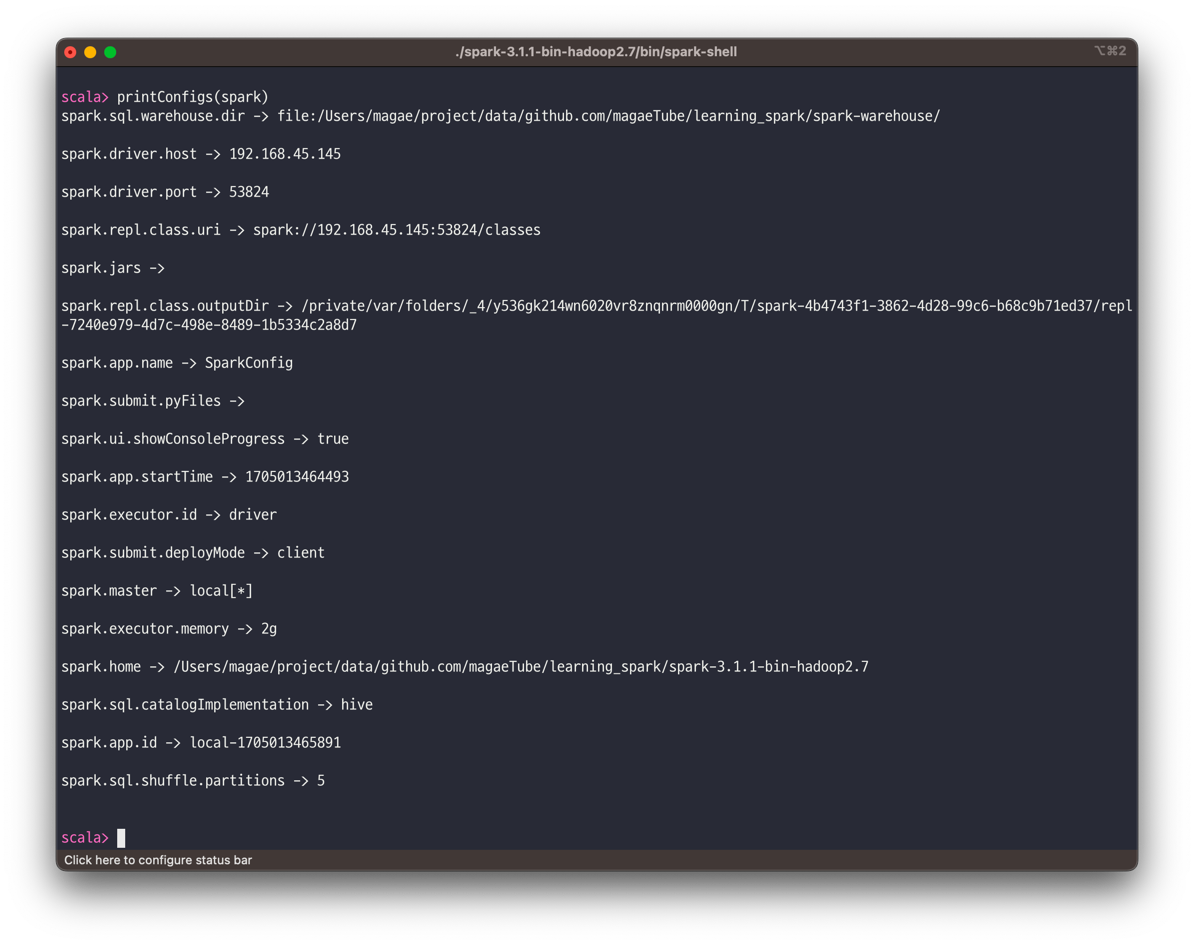 ./spark-3.1.1-bin-hadoop2.7/bin/spark-shell
⌥⌘2
scala> printConfigs(spark)
spark.sql.warehouse.dir -> file:/Users/magae/project/data/github.com/magaeTube/learning_spark/spark-warehouse/
spark.driver.host -> 192.168.45.145
spark.driver.port -> 53824
spark.repl.class.uri -> spark://192.168.45.145:53824/classes
spark.jars ->
spark.repl.class.outputDir -> /private/var/folders/_4/y536gk214wn6020vr8znqnrm0000gn/T/spark-4b4743f1-3862-4d28-99c6-b68c9b71ed37/repl
-7240e979-4d7c-498e-8489-1b5334c2a8d7
spark.app.name -> SparkConfig
spark.submit.pyFiles ->
spark.ui.showConsoleProgress -> true
spark.app.startTime -> 1705013464493
spark.executor.id -> driver
spark.submit.deployMode -> client
spark.master -> local[*]
spark.executor.memory -> 2g
spark.home -> /Users/magae/project/data/github.com/magaeTube/learning_spark/spark-3.1.1-bin-hadoop2.7
spark.sql.catalogImplementation -> hive
spark.app.id -> local-1705013465891
spark.sql.shuffle.partitions -> 5
scala>
Click here to configure status bar